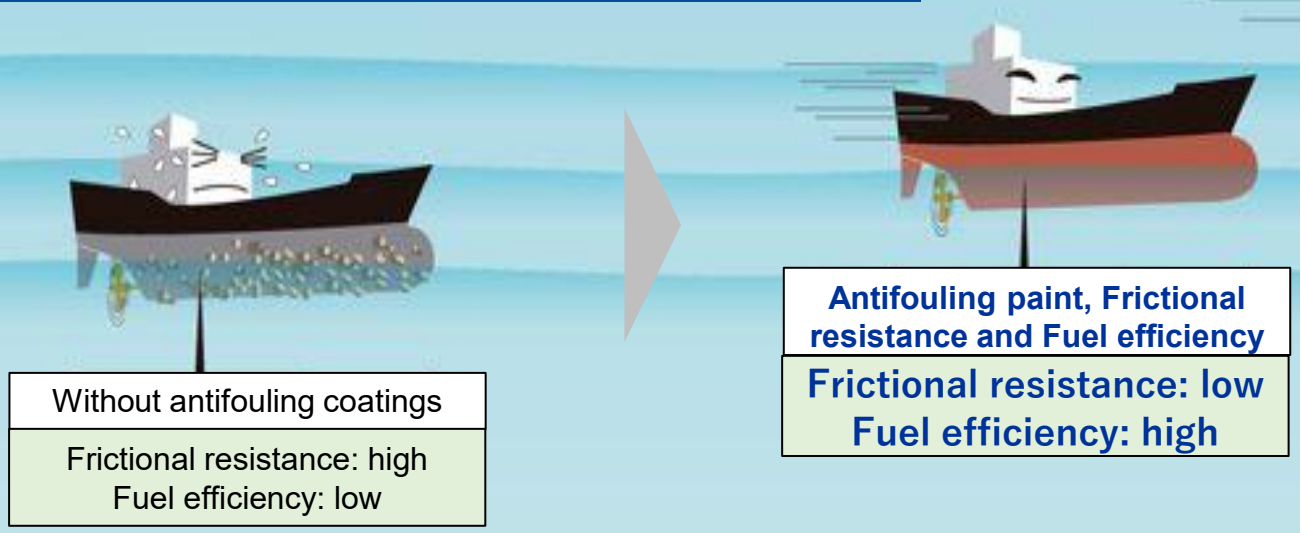 Without antifouling coatings
Frictional resistance: high
Fuel efficiency: low
Antifouling paint, Frictional
resistance and Fuel efficiency
Frictional resistance: low
Fuel efficiency: high